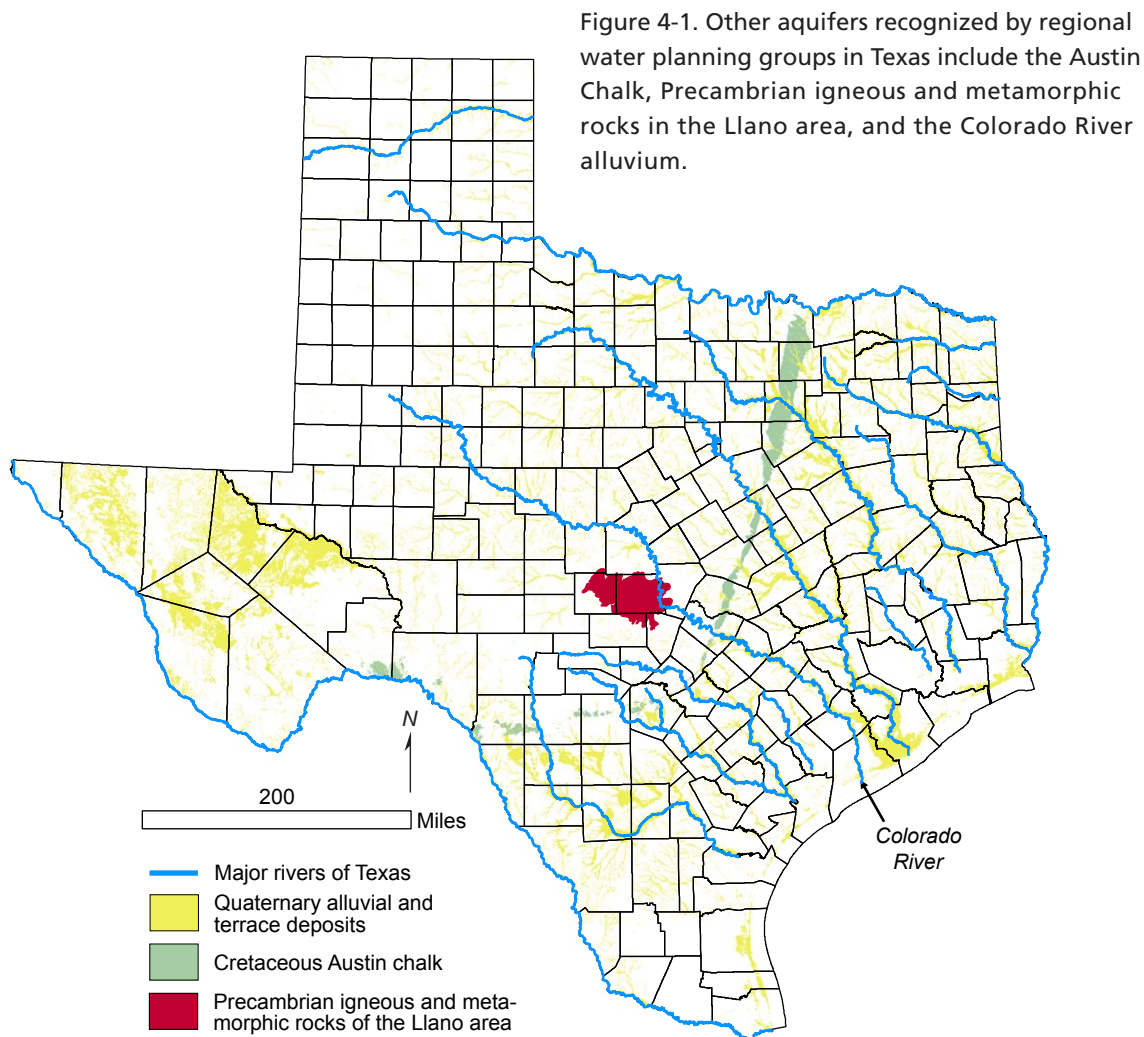 Figure 4-1. Other aquifers recognized by regional
water planning groups in Texas include the Austin
Chalk, Precambrian igneous and metamorphic
rocks in the Llano area, and the Colorado River
alluvium.
N
200
Miles
Colorado
River
Major rivers of Texas
Quaternary alluvial and
terrace deposits
Cretaceous Austin chalk
Precambrian igneous and meta-
morphic rocks of the Llano area